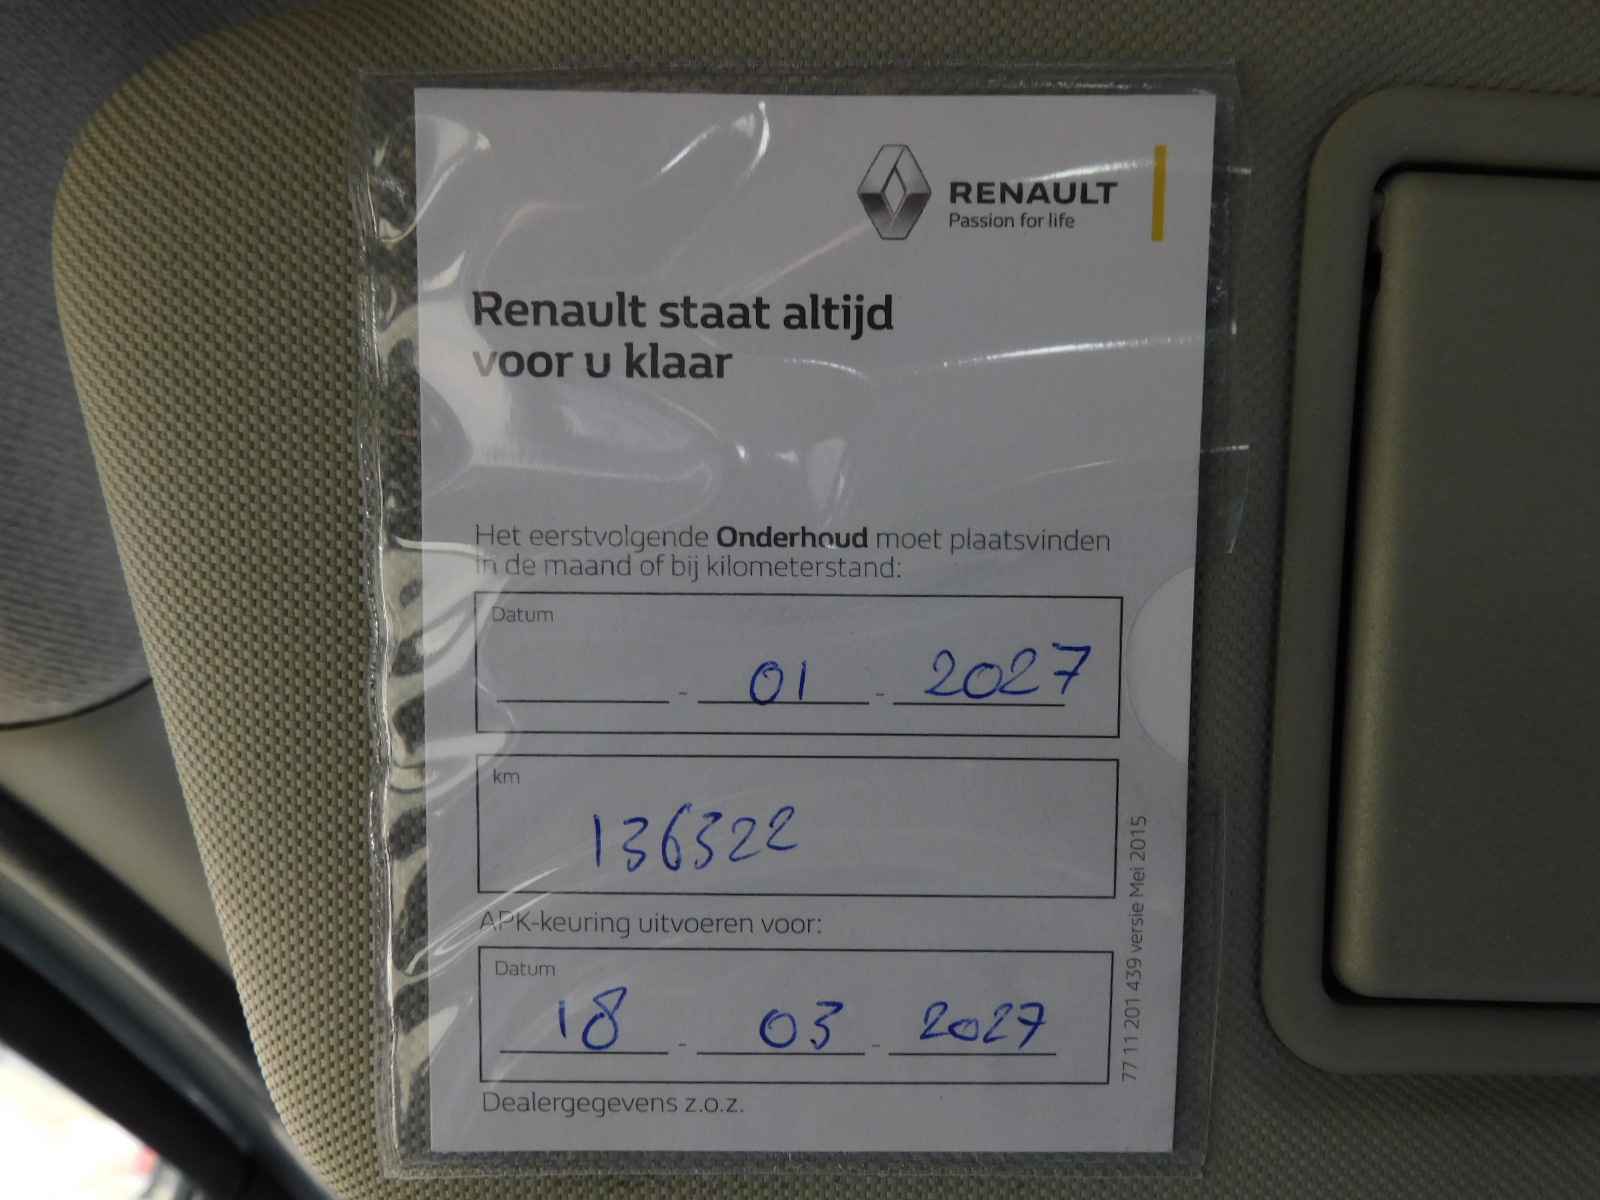 RENAULT
Passion for life
Renault staat altijd
voor u klaar
Het eerstvolgende Onderhoud moet plaatsvinden
in de maand of bij kilometerstand:
Datum
- 01 - 2027
km
136322
APK-keuring uitvoeren voor:
Datum
18 - 03 - 2027
Dealergegevens z.o.z.
77 11 201 439 versie Mei 2015